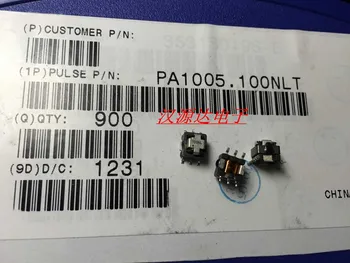 (P)CUSTOMER P/N:
(1P)PULSE P/N: PA1005.100NLT
(Q)QTY: 900
汉源达电子
(9D)D/C: 1231
CHINA